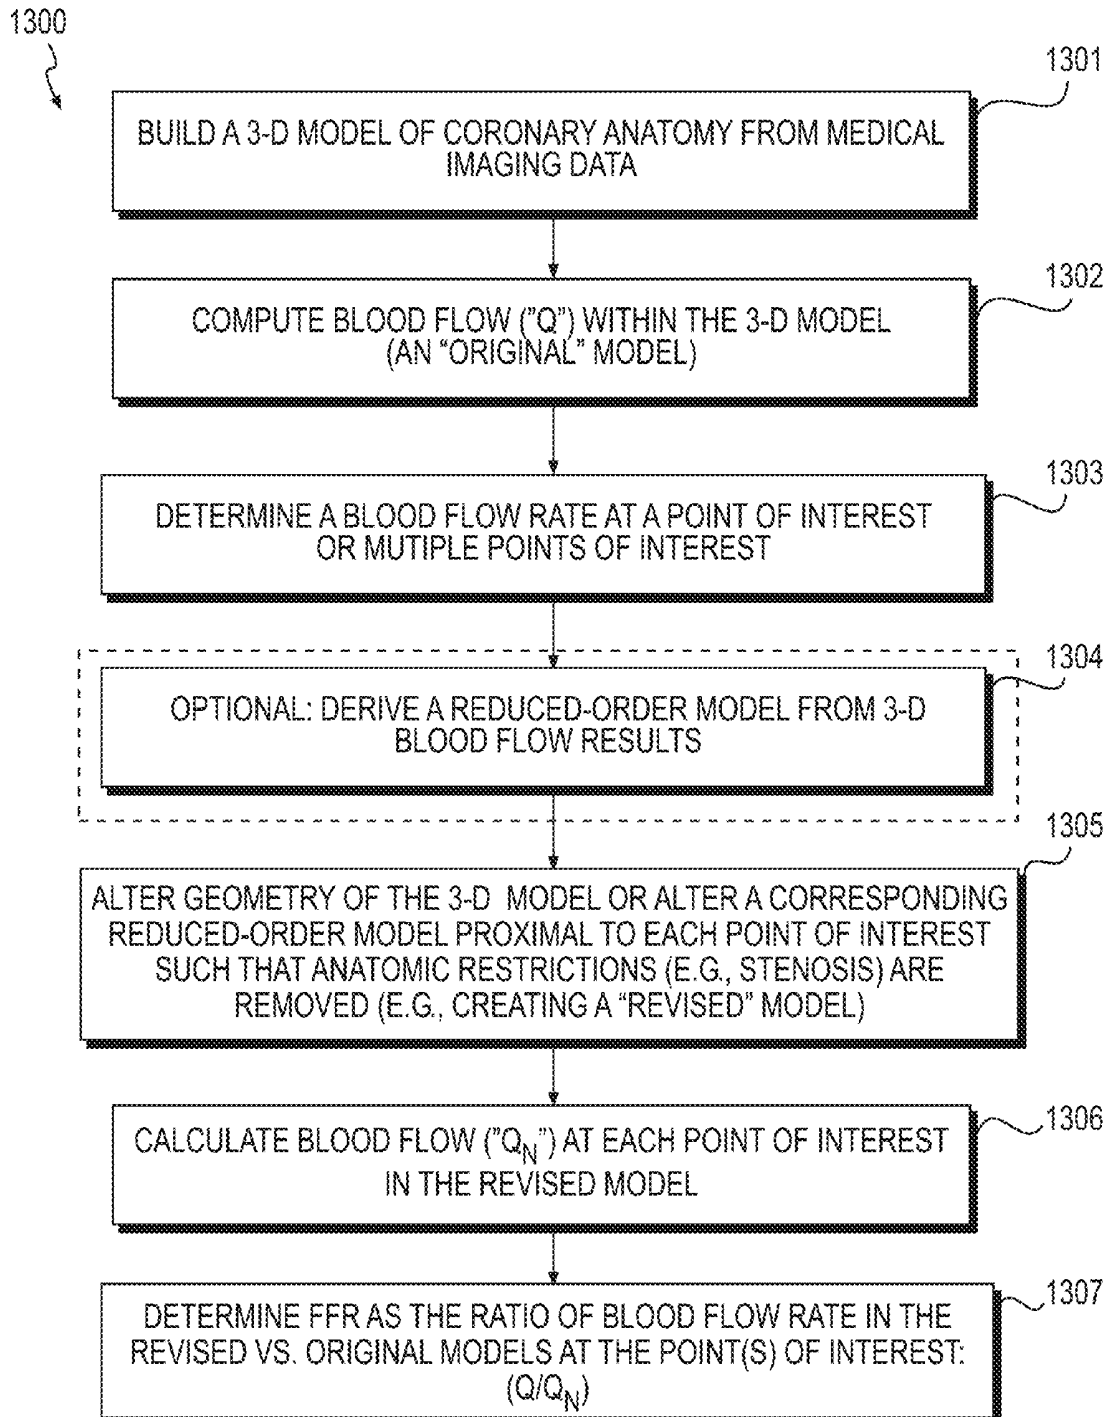 1300
1301
BUILD A 3-D MODEL OF CORONARY ANATOMY FROM MEDICAL
IMAGING DATA
1302
COMPUTE BLOOD FLOW ("Q") WITHIN THE 3-D MODEL
(AN "ORIGINAL" MODEL)
1303
DETERMINE A BLOOD FLOW RATE AT A POINT OF INTEREST
OR MUTIPLE POINTS OF INTEREST
1304
OPTIONAL: DERIVE A REDUCED-ORDER MODEL FROM 3-D
BLOOD FLOW RESULTS
1305
ALTER GEOMETRY OF THE 3-D MODEL OR ALTER A CORRESPONDING
REDUCED-ORDER MODEL PROXIMAL TO EACH POINT OF INTEREST
SUCH THAT ANATOMIC RESTRICTIONS (E.G., STENOSIS) ARE
REMOVED (E.G., CREATING A "REVISED" MODEL)
1306
CALCULATE BLOOD FLOW ("QN") AT EACH POINT OF INTEREST
IN THE REVISED MODEL
1307
DETERMINE FFR AS THE RATIO OF BLOOD FLOW RATE IN THE
REVISED VS. ORIGINAL MODELS AT THE POINT(S) OF INTEREST:
(Q/QN)